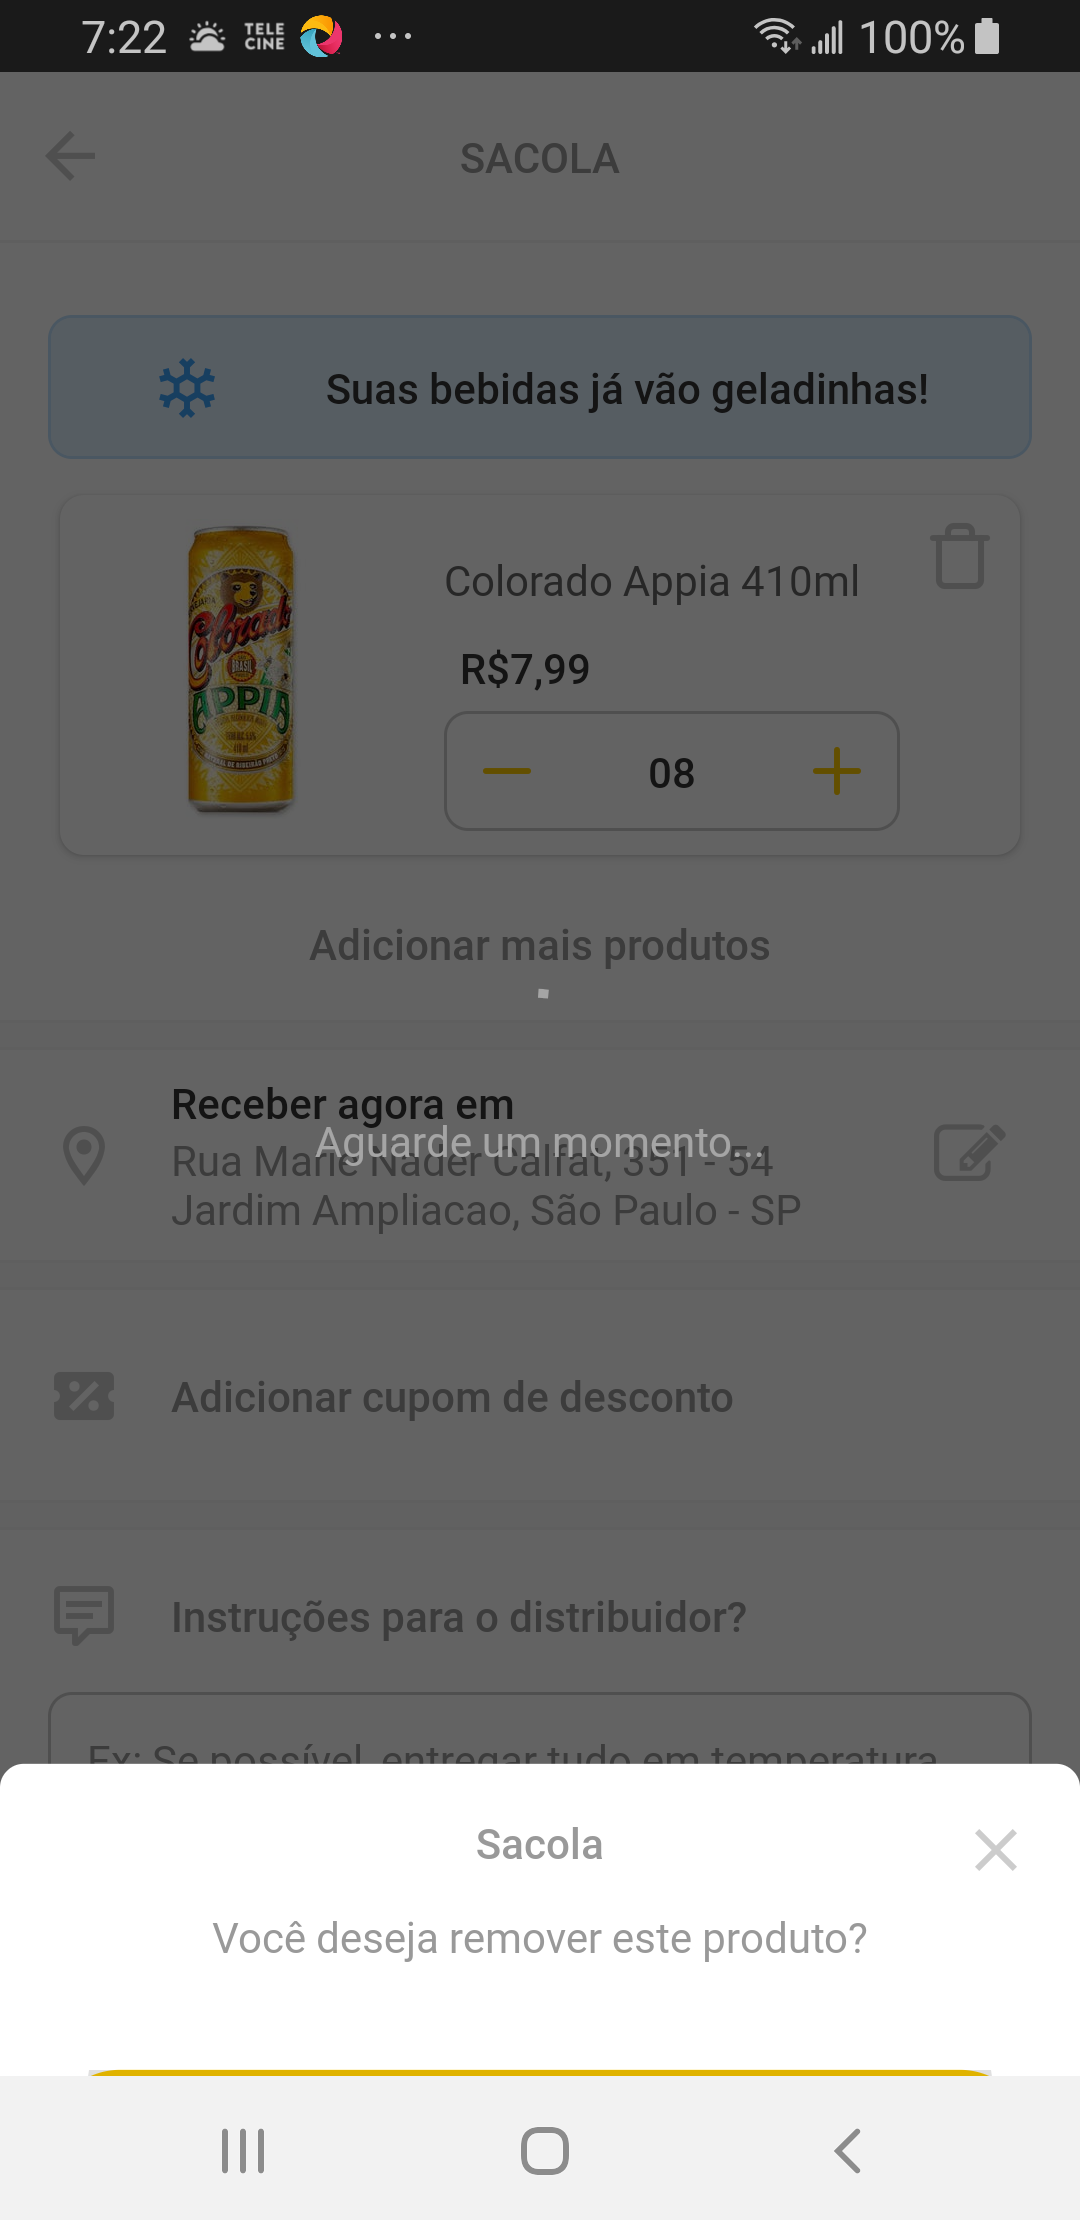 7:22 TELE CINE ... 100%
SACOLA
Suas bebidas já vão geladinhas!
Colorado
BRASIL
APPIA
Colorado Appia 410ml
R$7,99
08
Adicionar mais produtos
Receber agora em
Aguarde um momento...
Rua Marie Nader Calfat, 351 - 54
Jardim Ampliacao, São Paulo - SP
Adicionar cupom de desconto
Instruções para o distribuidor?
Ex: Se possível, entregar tudo em temperatura
Sacola
Você deseja remover este produto?